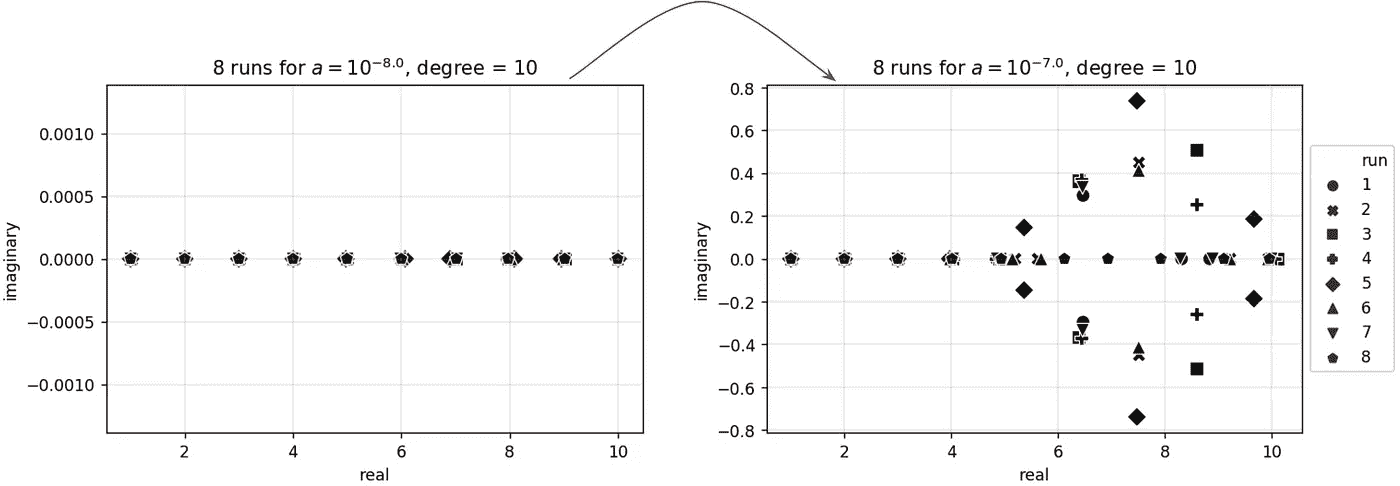 8 runs for a = 10^−8.0, degree = 10
imaginary
0.0010
0.0005
0.0000
−0.0005
−0.0010
2 4 6 8 10
real
8 runs for a = 10^−7.0, degree = 10
imaginary
0.8
0.6
0.4
0.2
0.0
−0.2
−0.4
−0.6
−0.8
2 4 6 8 10
real
run
1
2
3
4
5
6
7
8